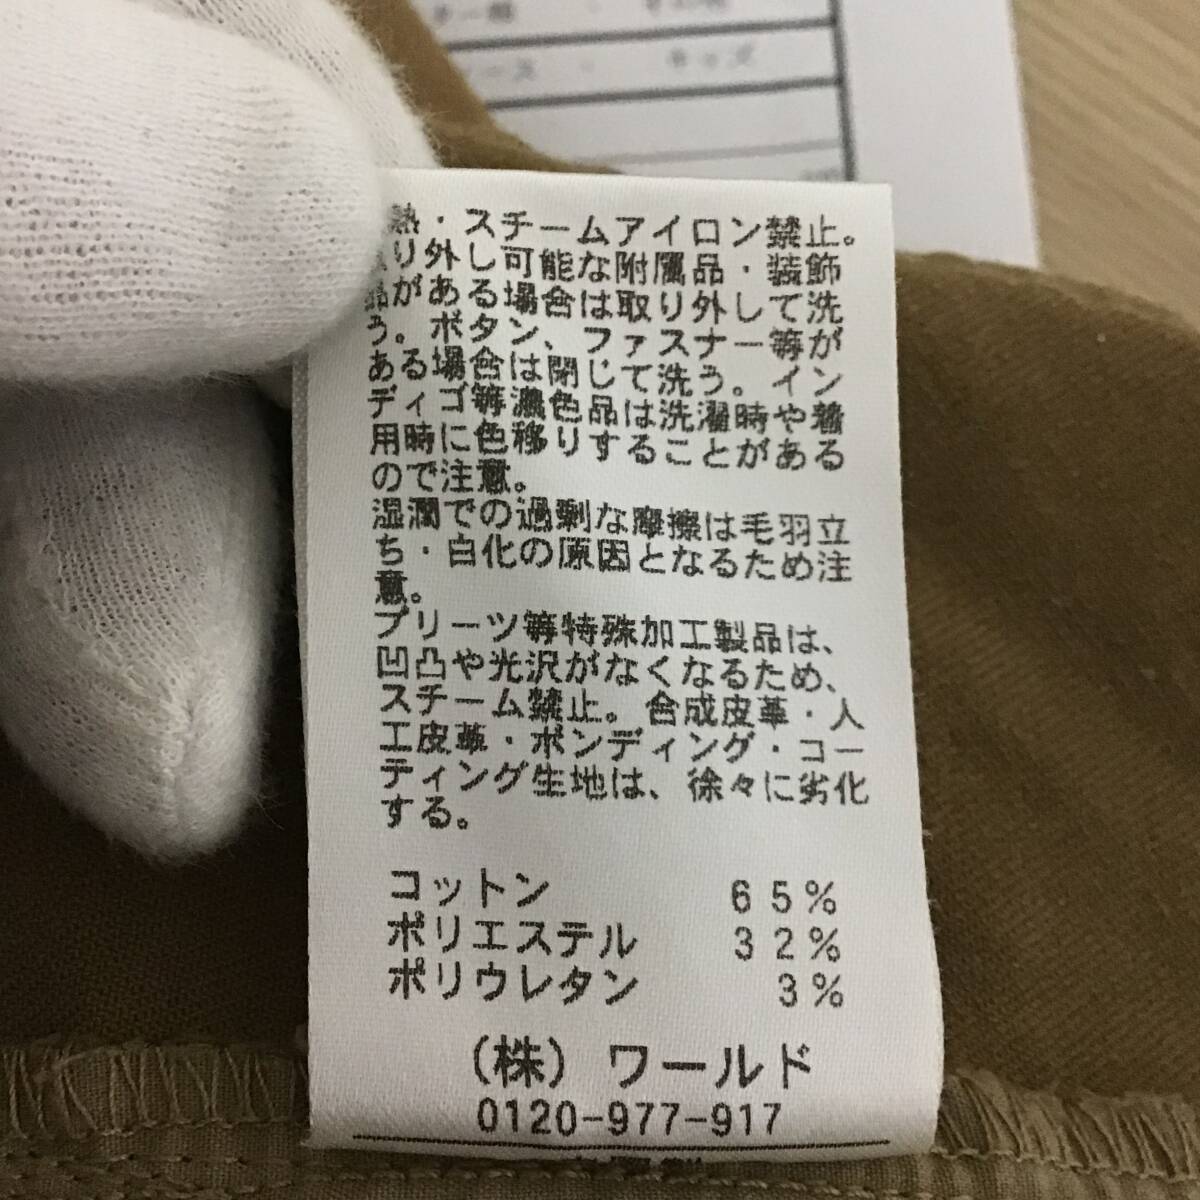 熱・スチームアイロン禁止。
り外し可能な附属品・装飾
品がある場合は取り外して洗
う。ボタン、ファスナー等が
ある場合は閉じて洗う。イン
ディゴ等濃色品は洗濯時や着
用時に色移りすることがある
ので注意。
湿潤での過剰な摩擦は毛羽立
ち・白化の原因となるため注
意。
プリーツ等特殊加工製品は、
凹凸や光沢がなくなるため、
スチーム禁止。合成皮革・人
工皮革・ボンディング・コー
ティング生地は、徐々に劣化
する。
コットン 65%
ポリエステル 32%
ポリウレタン 3%
(株) ワールド
0120-977-917